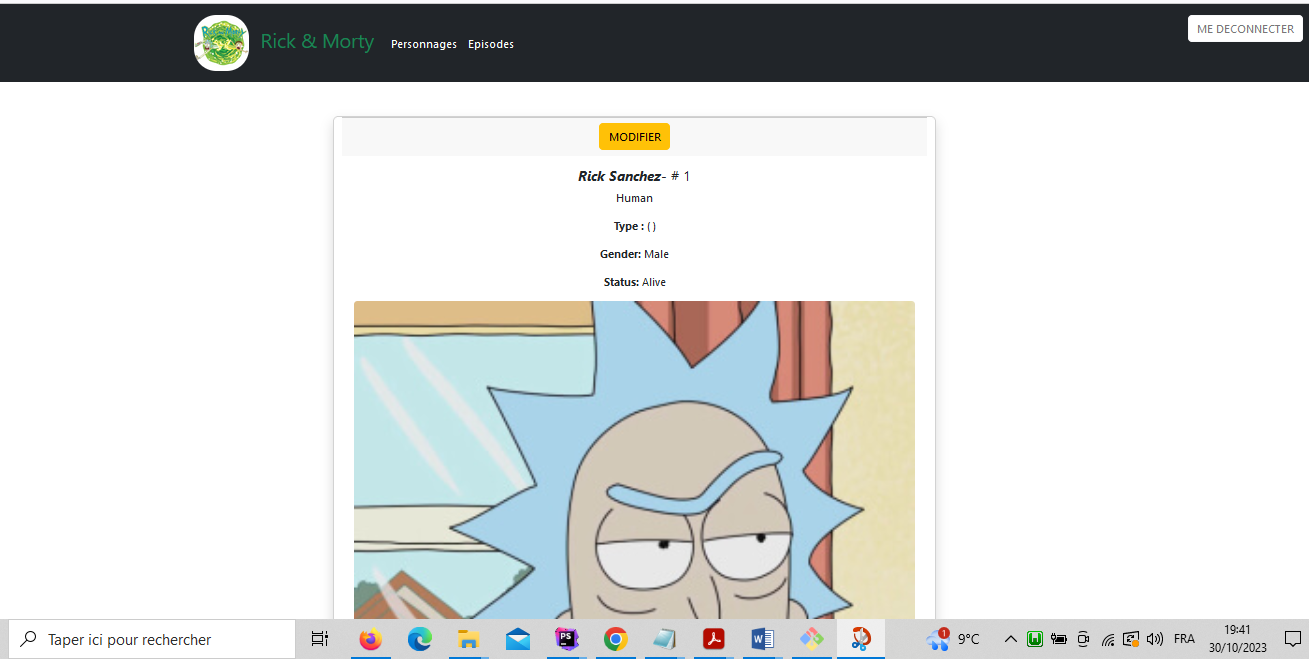 Rick & Morty
Personnages
Episodes
ME DECONNECTER
MODIFIER
Rick Sanchez- # 1
Human
Type : ( )
Gender: Male
Status: Alive
Taper ici pour rechercher
PS
W
1
9°C
FRA
19:41
30/10/2023